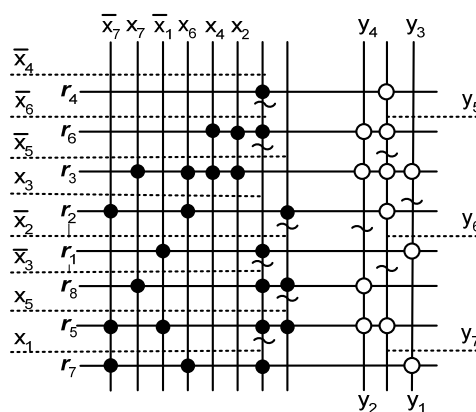 x̅₇ x₇ x̅₁ x₆ x₄ x₂ y₄ y₃
x̅₄
r₄
x̅₆ y₅
r₆
x̅₅
r₃
x₃
r₂
x̅₂ y₆
r₁
x̅₃
r₈
x₅
r₅
x₁ y₇
r₇
y₂ y₁